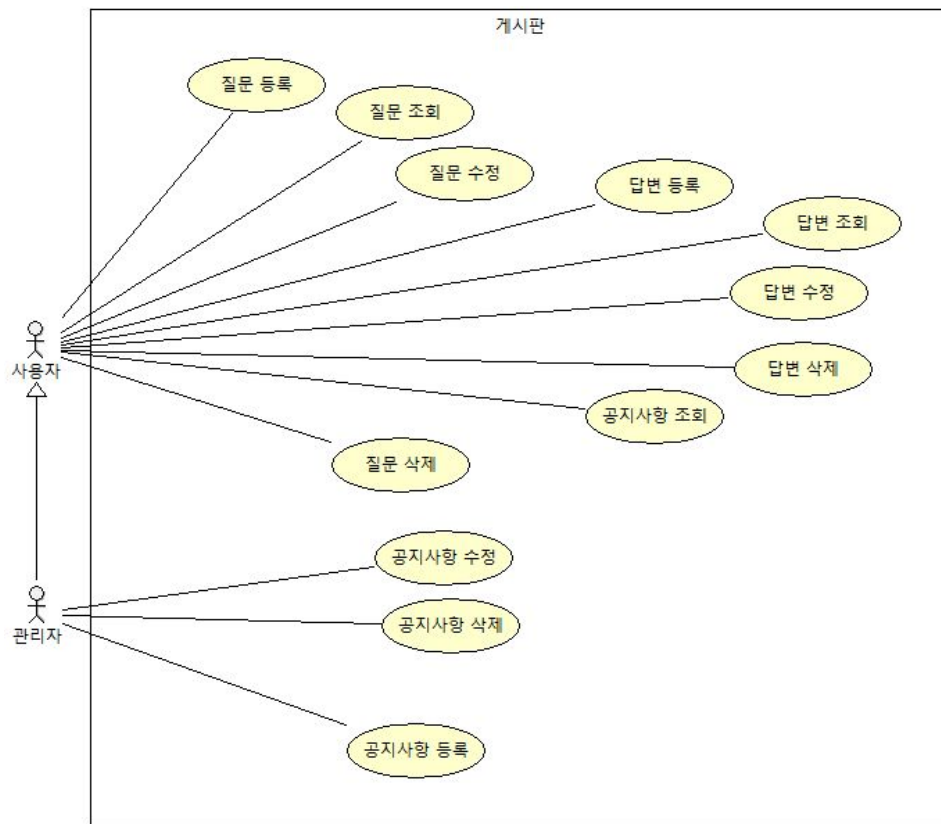 게시판
질문 등록
질문 조회
질문 수정
답변 등록
답변 조회
답변 수정
사용자
답변 삭제
공지사항 조회
질문 삭제
공지사항 수정
공지사항 삭제
관리자
공지사항 등록